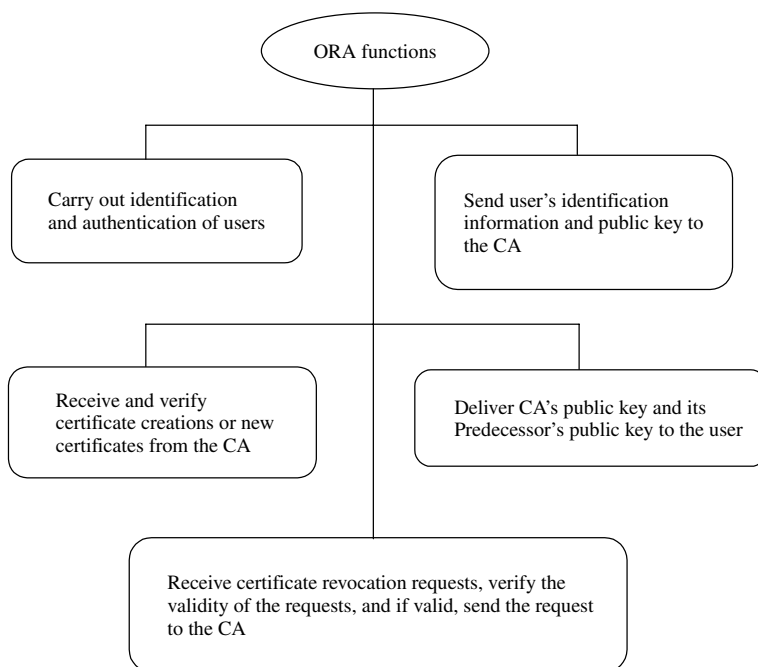 ORA functions
Carry out identification
and authentication of users
Send user’s identification
information and public key to
the CA
Receive and verify
certificate creations or new
certificates from the CA
Deliver CA’s public key and its
Predecessor’s public key to the user
Receive certificate revocation requests, verify the
validity of the requests, and if valid, send the request
to the CA